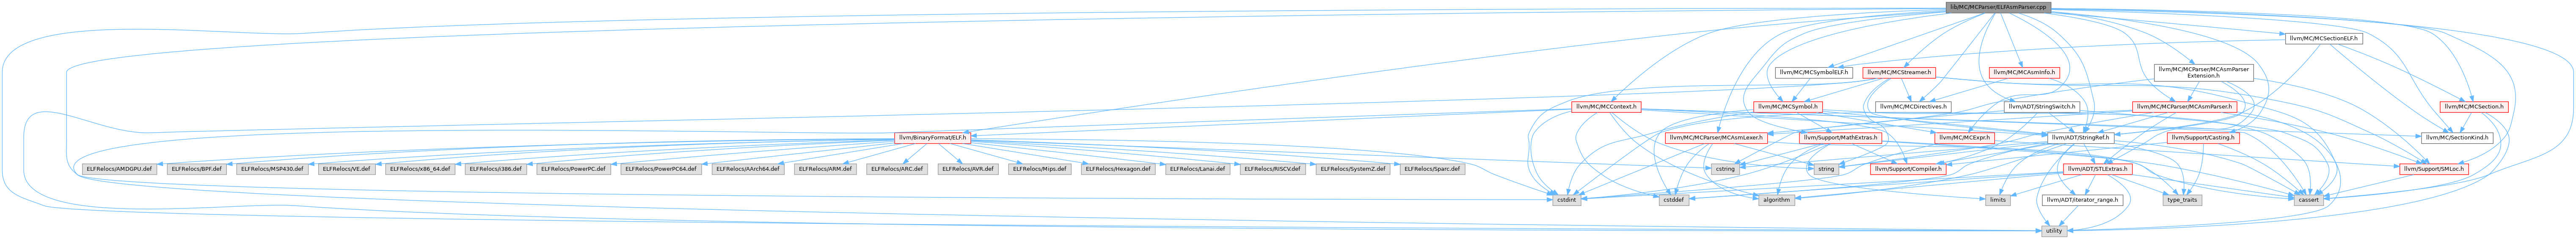 lib/MC/MCParser/ELFAsmParser.cpp
llvm/MC/MCSectionELF.h
llvm/MC/MCSymbolELF.h
llvm/MC/MCStreamer.h
llvm/MC/MCAsmInfo.h
llvm/MC/MCParser/MCAsmParser
Extension.h
llvm/MC/MCContext.h
llvm/MC/MCSymbol.h
llvm/MC/MCDirectives.h
llvm/ADT/StringSwitch.h
llvm/MC/MCParser/MCAsmParser.h
llvm/MC/MCSection.h
llvm/BinaryFormat/ELF.h
llvm/MC/MCParser/MCAsmLexer.h
llvm/Support/MathExtras.h
llvm/MC/MCExpr.h
llvm/ADT/StringRef.h
llvm/Support/Casting.h
llvm/MC/SectionKind.h
ELFRelocs/AMDGPU.def
ELFRelocs/BPF.def
ELFRelocs/MSP430.def
ELFRelocs/VE.def
ELFRelocs/x86_64.def
ELFRelocs/i386.def
ELFRelocs/PowerPC.def
ELFRelocs/PowerPC64.def
ELFRelocs/AArch64.def
ELFRelocs/ARM.def
ELFRelocs/ARC.def
ELFRelocs/AVR.def
ELFRelocs/Mips.def
ELFRelocs/Hexagon.def
ELFRelocs/Lanai.def
ELFRelocs/RISCV.def
ELFRelocs/SystemZ.def
ELFRelocs/Sparc.def
cstring
string
llvm/Support/Compiler.h
llvm/ADT/STLExtras.h
llvm/Support/SMLoc.h
cstdint
cstddef
algorithm
limits
llvm/ADT/iterator_range.h
type_traits
cassert
utility